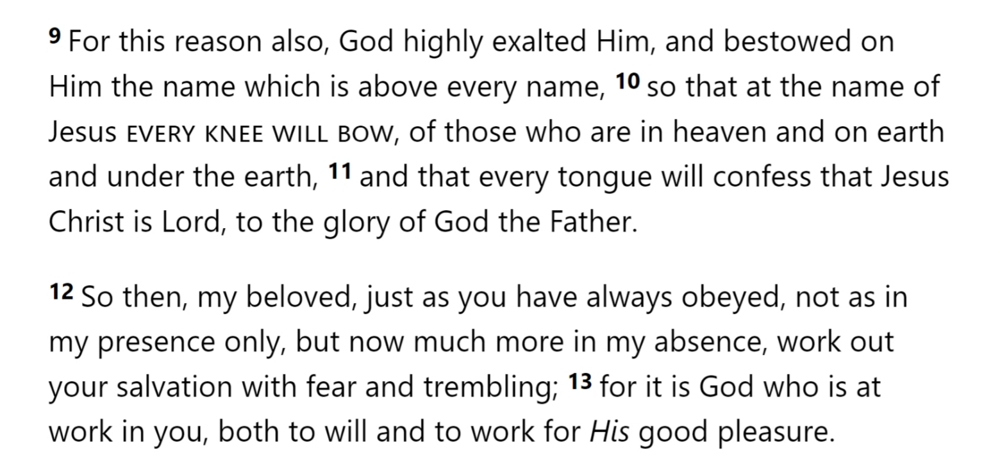 9 For this reason also, God highly exalted Him, and bestowed on
Him the name which is above every name, 10 so that at the name of
Jesus EVERY KNEE WILL BOW, of those who are in heaven and on earth
and under the earth, 11 and that every tongue will confess that Jesus
Christ is Lord, to the glory of God the Father.
12 So then, my beloved, just as you have always obeyed, not as in
my presence only, but now much more in my absence, work out
your salvation with fear and trembling; 13 for it is God who is at
work in you, both to will and to work for His good pleasure.